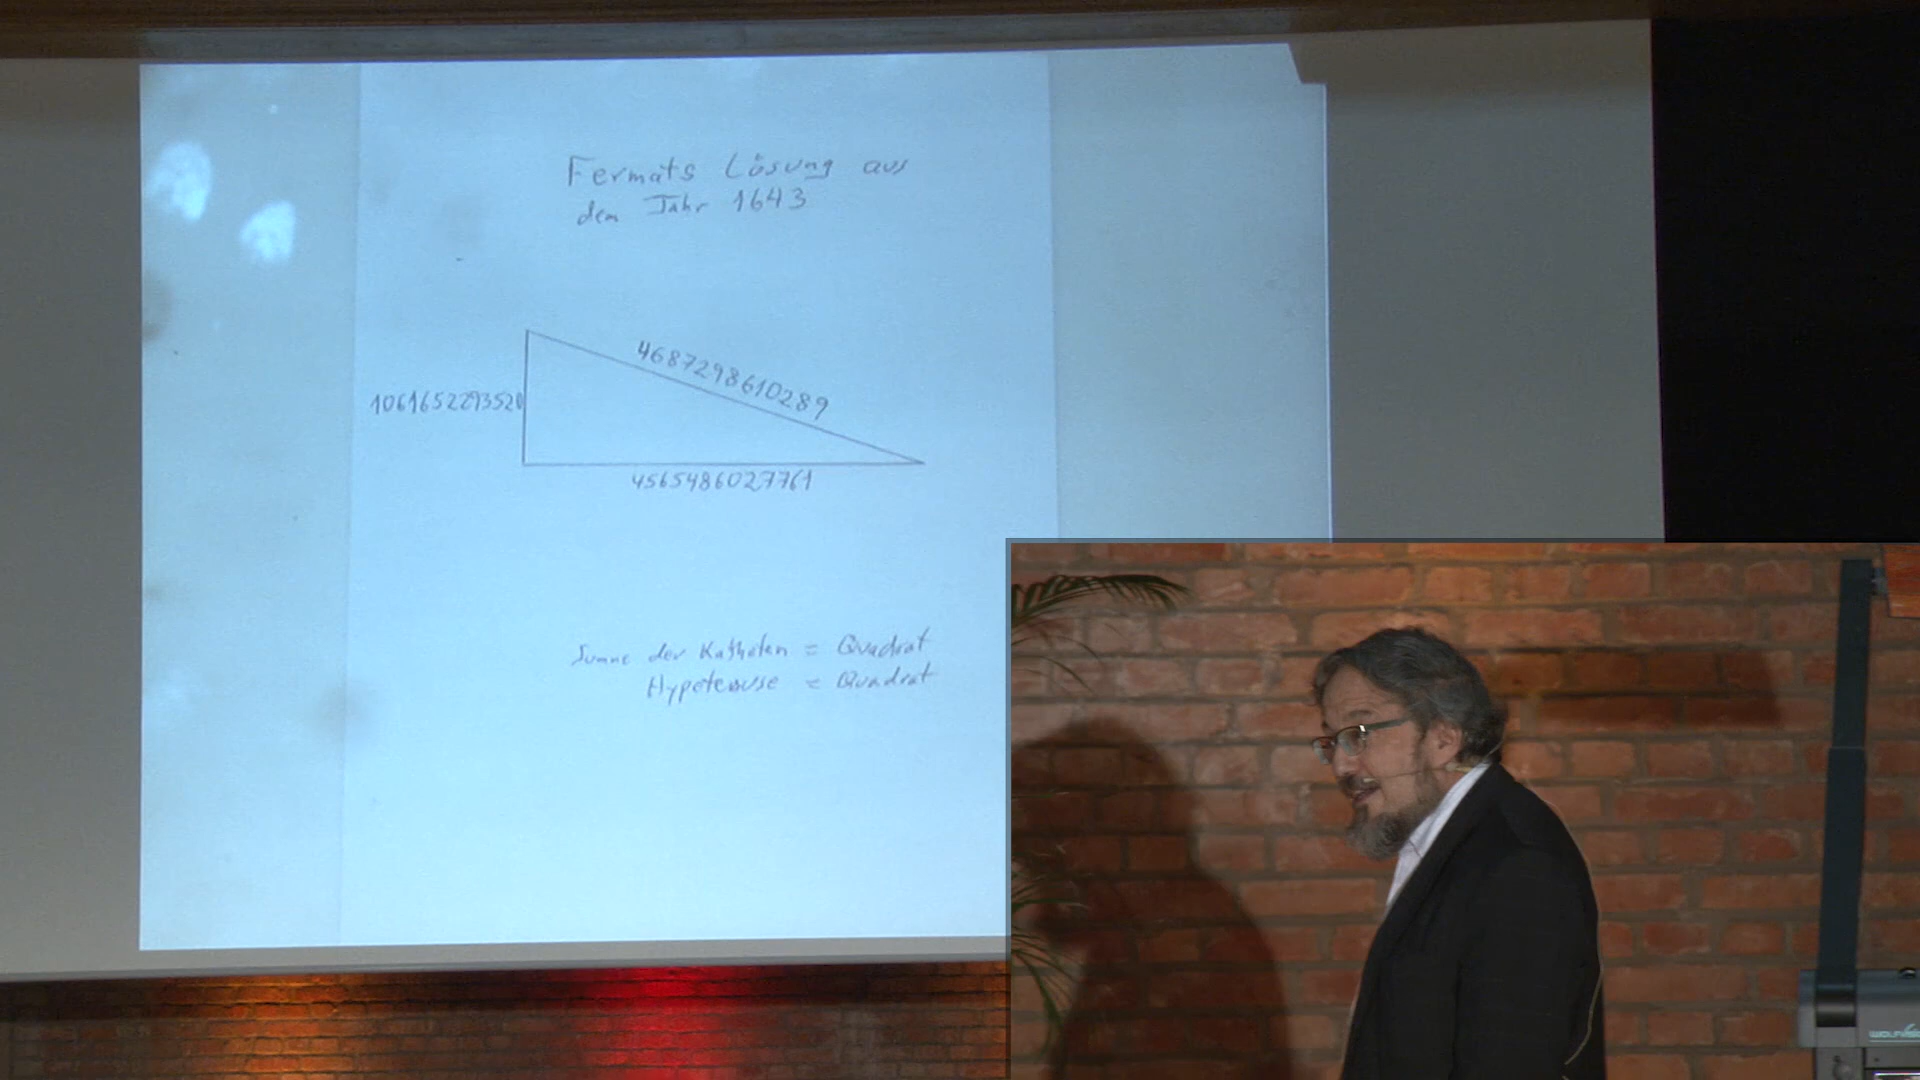 Fermats Lösung aus
dem Jahr 1643
4687298610289
1061652293520
4565486027761
Summe der Katheten = Quadrat
Hypotenuse = Quadrat